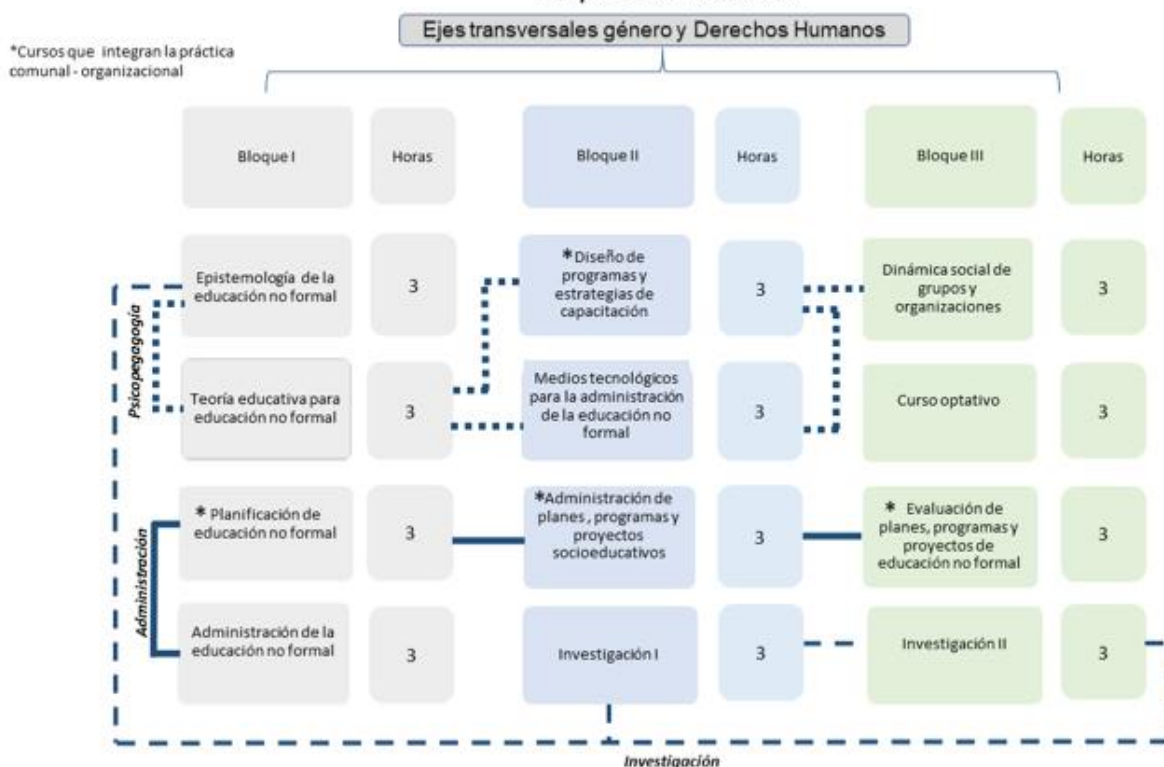 Ejes transversales género y Derechos Humanos
*Cursos que integran la práctica
comunal - organizacional
Bloque I
Horas
Bloque II
Horas
Bloque III
Horas
Epistemología de la
educación no formal
3
*Diseño de
programas y
estrategias de
capacitación
3
Dinámica social de
grupos y
organizaciones
3
Psicopegagogía
Teoría educativa para
educación no formal
3
Medios tecnológicos
para la administración
de la educación no
formal
3
Curso optativo
3
* Planificación de
educación no formal
3
*Administración de
planes , programas y
proyectos
socioeducativos
3
* Evaluación de
planes, programas y
proyectos de
educación no formal
3
Administración
Administración de la
educación no formal
3
Investigación I
3
Investigación II
3
Investigación